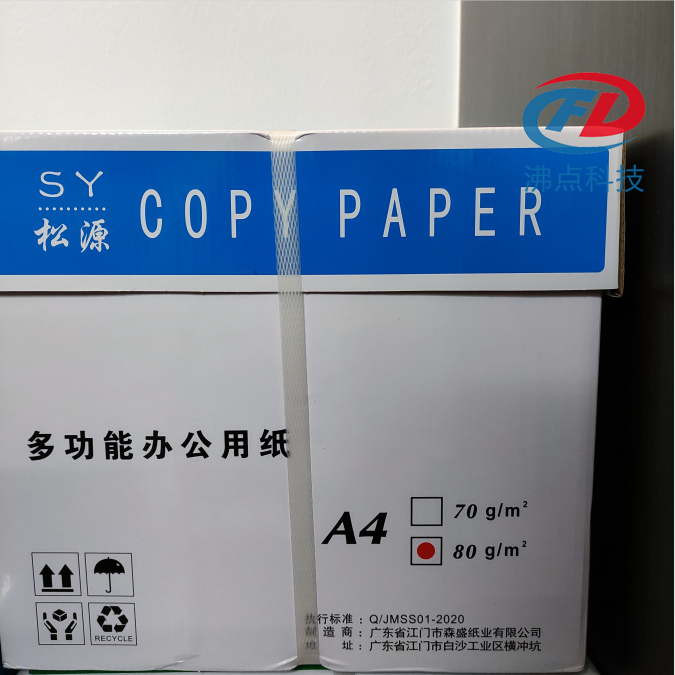 FL
沸点科技
SY
松源
COPY PAPER
多功能办公用纸
A4
70 g/m²
80 g/m²
RECYCLE
执行标准：Q/JMSS01-2020
制造商：广东省江门市森盛纸业有限公司
地址：广东省江门市白沙工业区横冲坑